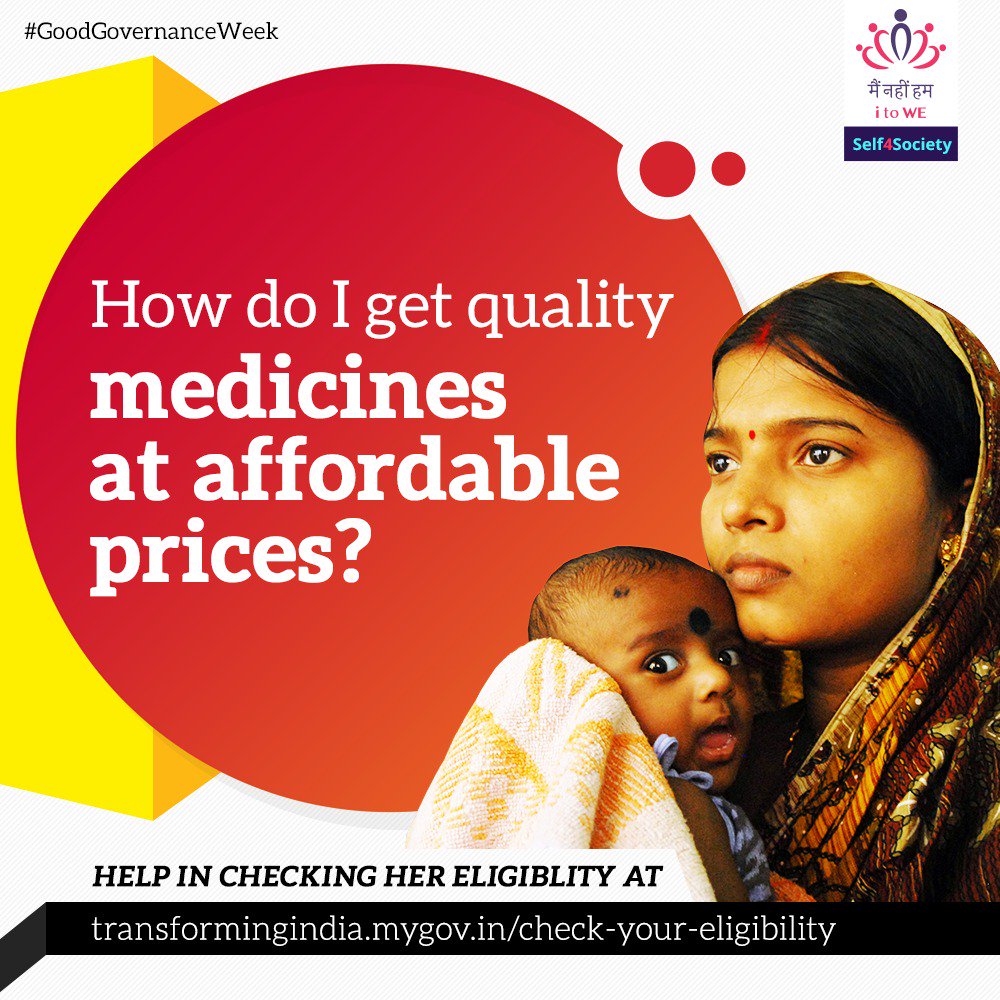 #GoodGovernanceWeek
मैं नहीं हम
i to WE
Self4Society
How do I get quality
medicines
at affordable
prices?
HELP IN CHECKING HER ELIGIBLITY AT
transformingindia.mygov.in/check-your-eligibility